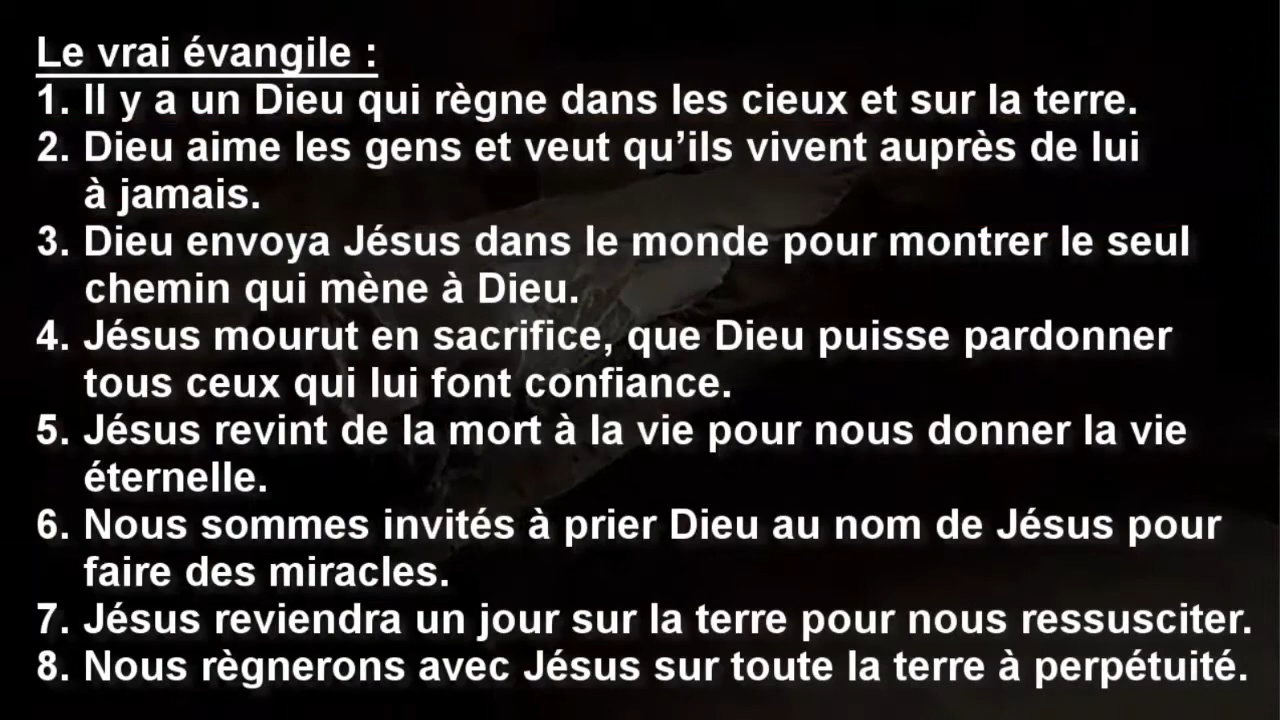 Le vrai évangile :
1. Il y a un Dieu qui règne dans les cieux et sur la terre.
2. Dieu aime les gens et veut qu’ils vivent auprès de lui
à jamais.
3. Dieu envoya Jésus dans le monde pour montrer le seul
chemin qui mène à Dieu.
4. Jésus mourut en sacrifice, que Dieu puisse pardonner
tous ceux qui lui font confiance.
5. Jésus revint de la mort à la vie pour nous donner la vie
éternelle.
6. Nous sommes invités à prier Dieu au nom de Jésus pour
faire des miracles.
7. Jésus reviendra un jour sur la terre pour nous ressusciter.
8. Nous règnerons avec Jésus sur toute la terre à perpétuité.